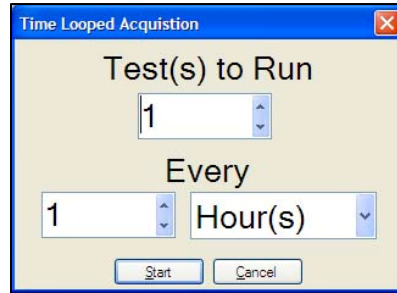 Time Looped Acquistion
Test(s) to Run
1
Every
1 Hour(s)
Start Cancel